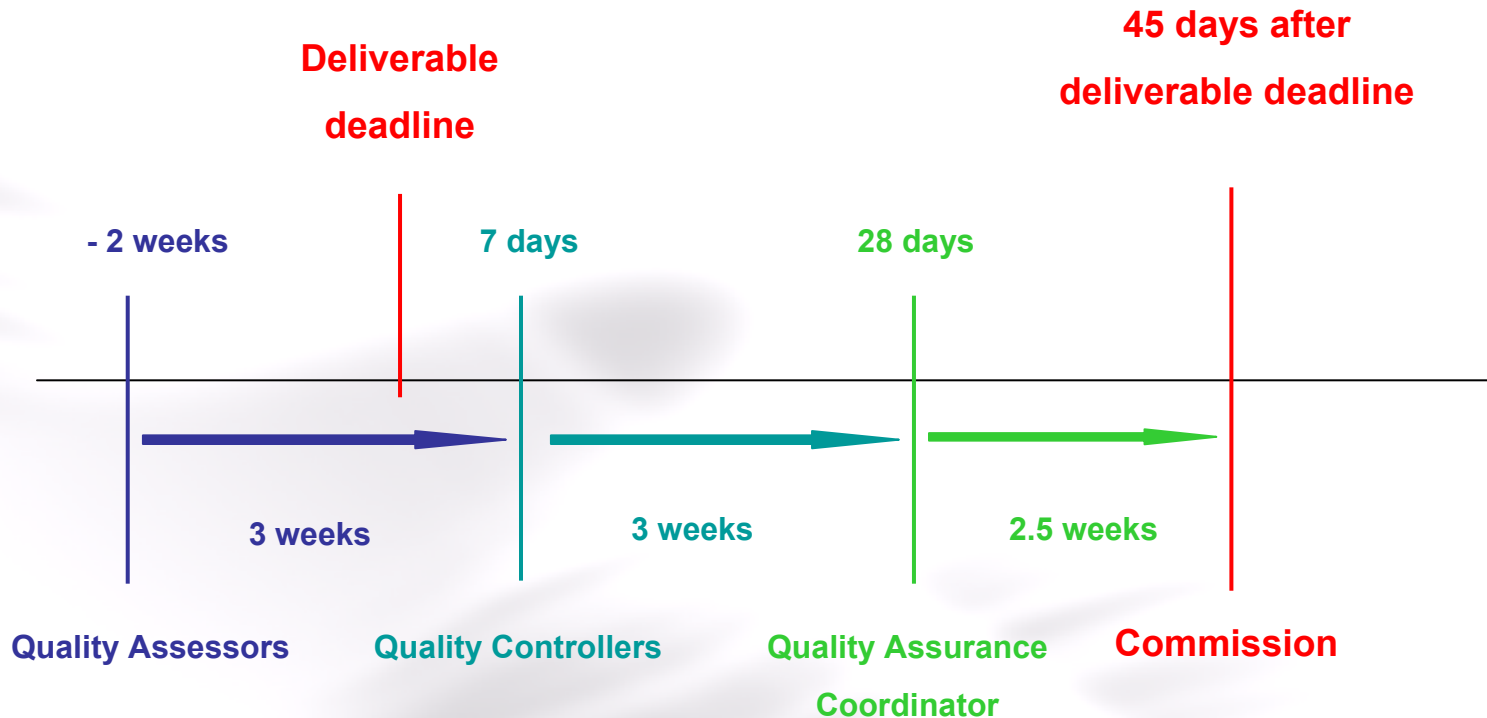 45 days after
deliverable deadline
Deliverable
deadline
- 2 weeks
7 days
28 days
3 weeks
3 weeks
2.5 weeks
Quality Assessors
Quality Controllers
Quality Assurance
Coordinator
Commission